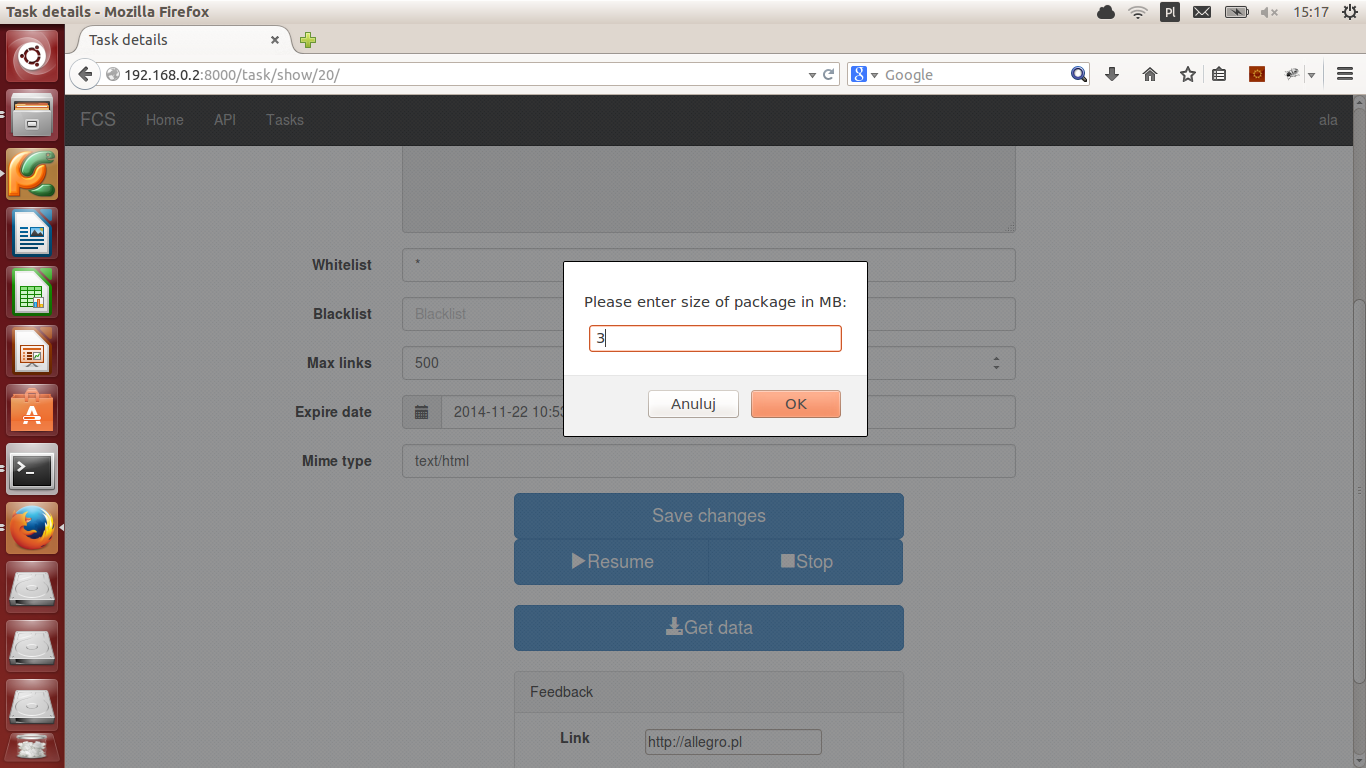 Task details - Mozilla Firefox
Pl
15:17
Task details
192.168.0.2:8000/task/show/20/
Google
FCS Home API Tasks ala
Whitelist *
Blacklist Blacklist
Max links 500
Expire date 2014-11-22 10:53
Mime type text/html
Please enter size of package in MB:
3
Anuluj OK
Save changes
Resume Stop
Get data
Feedback
Link http://allegro.pl